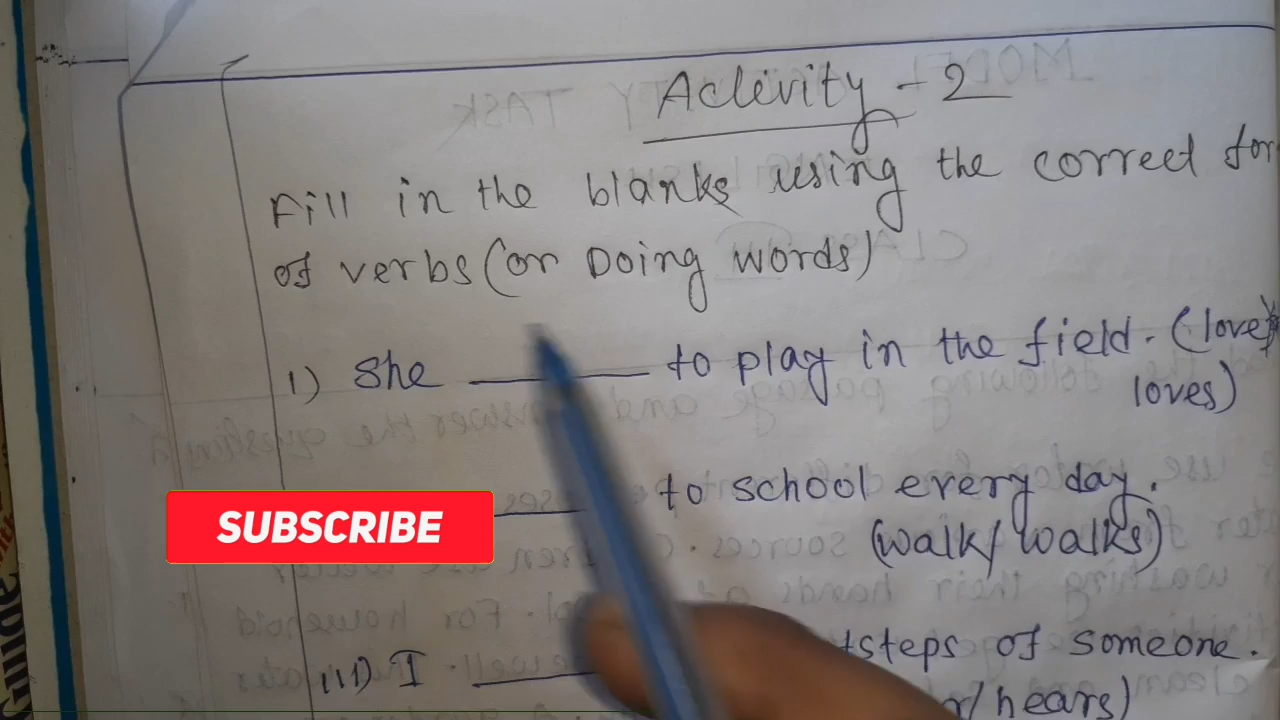 Activity - 2
Fill in the blanks using the correct for
of verbs (or Doing words)
1) She ______ to play in the field. (love/
loves)
______ to school every day.
(walk/walks)
SUBSCRIBE
iii) I ______ tsteps of someone.
r/hears)